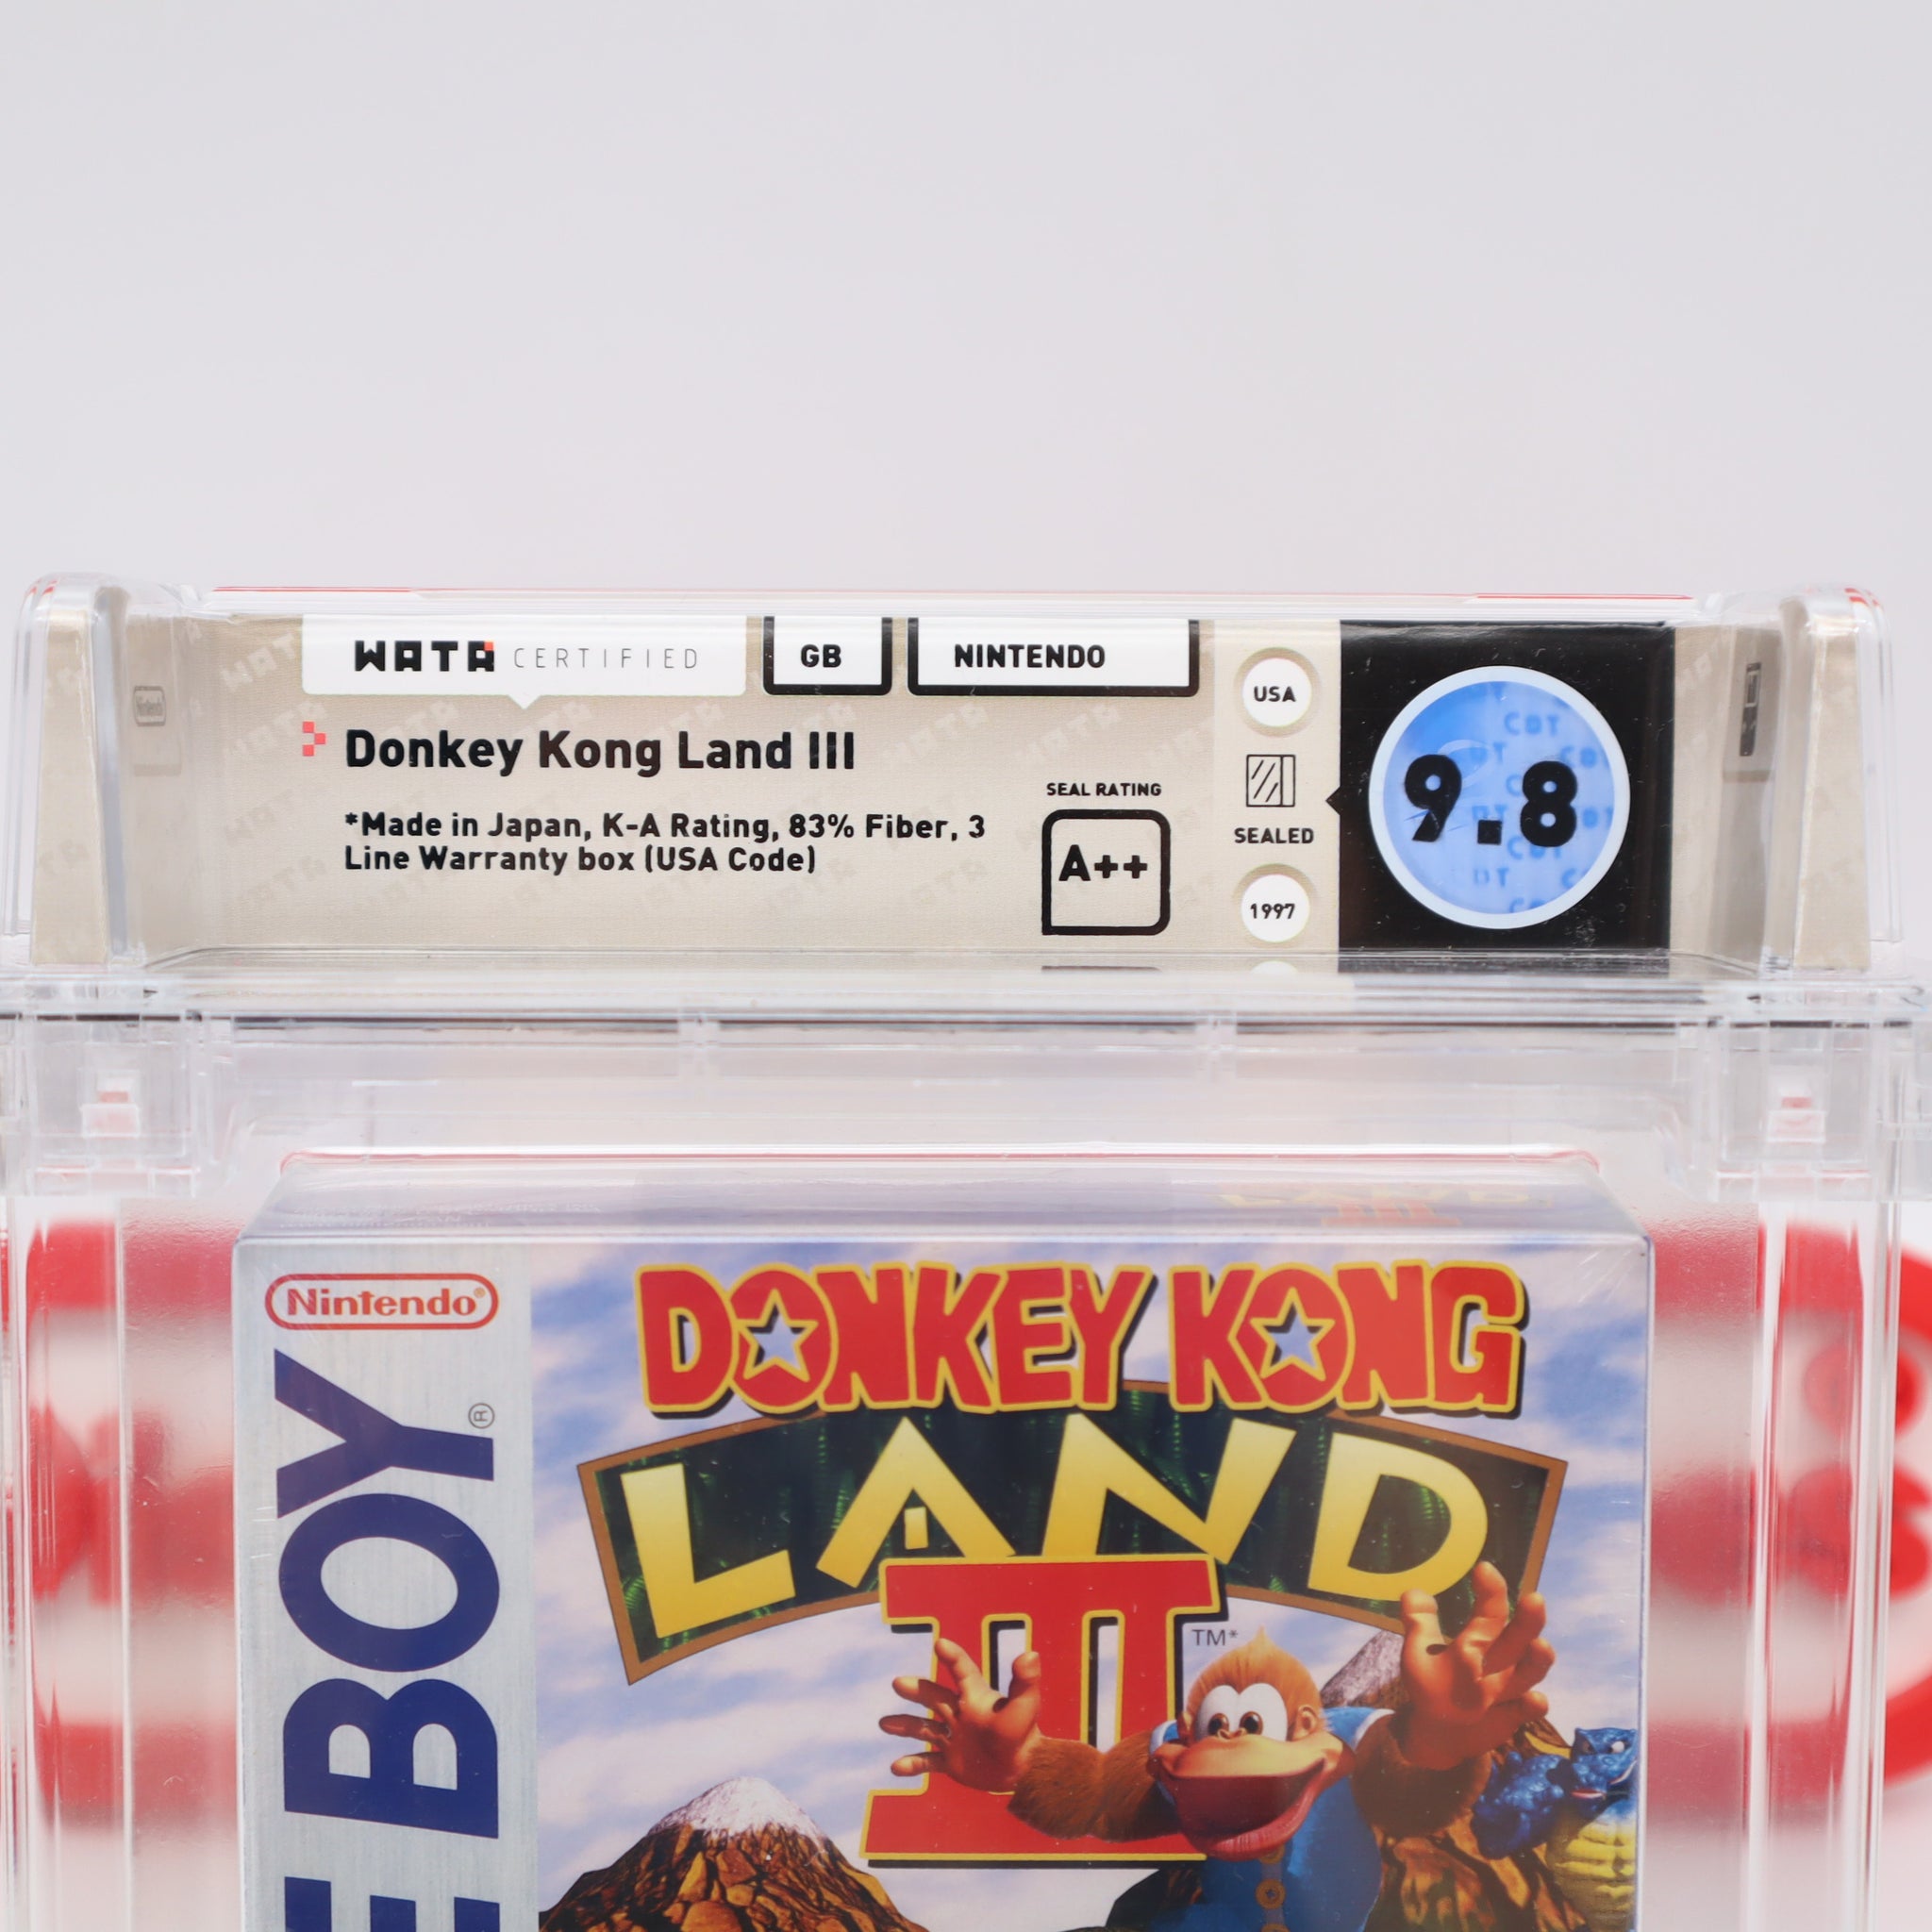 WATA CERTIFIED
GB
NINTENDO
Donkey Kong Land III
*Made in Japan, K-A Rating, 83% Fiber, 3
Line Warranty box (USA Code)
SEAL RATING
A++
USA
SEALED
1997
9.8
Nintendo®
E BOY®
DONKEY KONG
LAND
III
TM*